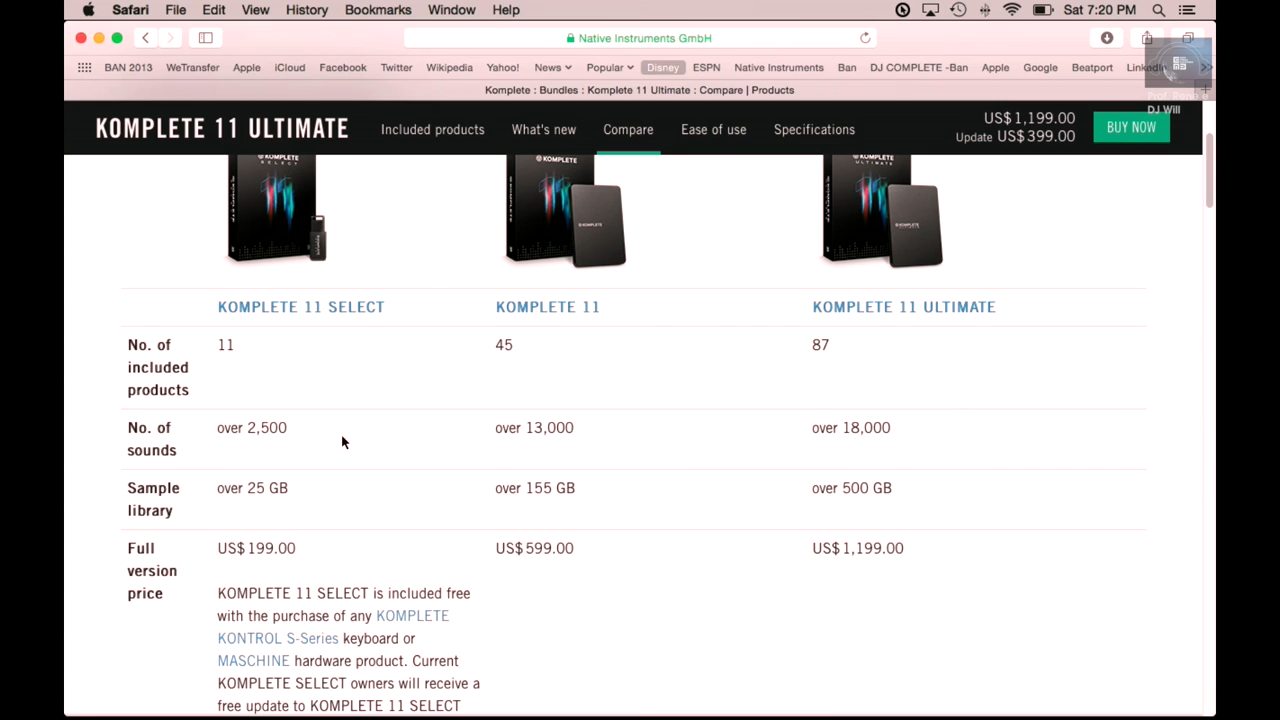 Safari File Edit View History Bookmarks Window Help Sat 7:20 PM
Native Instruments GmbH
BAN 2013 WeTransfer Apple iCloud Facebook Twitter Wikipedia Yahoo! News Popular Disney ESPN Native Instruments Ban DJ COMPLETE -Ban Apple Google Beatport
Komplete : Bundles : Komplete 11 Ultimate : Compare | Products
DJ Will
KOMPLETE 11 ULTIMATE Included products What's new Compare Ease of use Specifications US$1,199.00 BUY NOW
Update US$399.00
KOMPLETE SELECT
KOMPLETE
KOMPLETE ULTIMATE
KOMPLETE 11 SELECT KOMPLETE 11 KOMPLETE 11 ULTIMATE
No. of 11 45 87
included
products
No. of over 2,500 over 13,000 over 18,000
sounds
Sample over 25 GB over 155 GB over 500 GB
library
Full US$199.00 US$599.00 US$1,199.00
version
price KOMPLETE 11 SELECT is included free
with the purchase of any KOMPLETE
KONTROL S-Series keyboard or
MASCHINE hardware product. Current
KOMPLETE SELECT owners will receive a
free update to KOMPLETE 11 SELECT